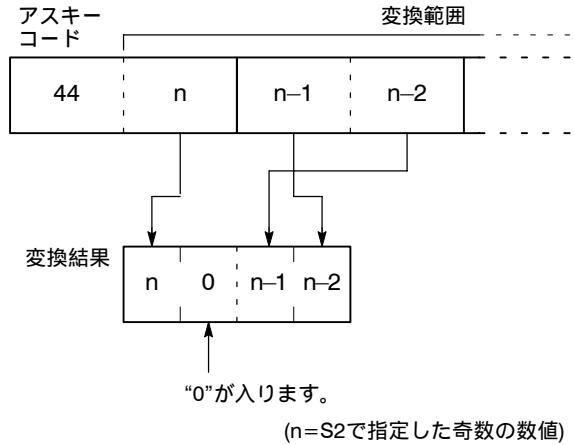 アスキー
コード
変換範囲
44 n n–1 n–2
変換結果
n 0 n–1 n–2
“0”が入ります。
(n=S2で指定した奇数の数値)